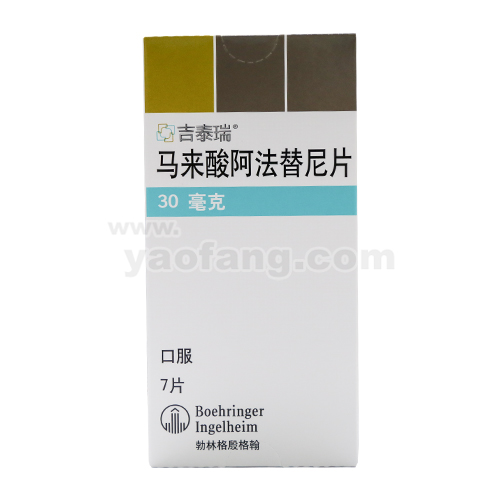 吉泰瑞®
马来酸阿法替尼片
30 毫克
www.
yaofang.com
口服
7片
Boehringer
Ingelheim
勃林格殷格翰